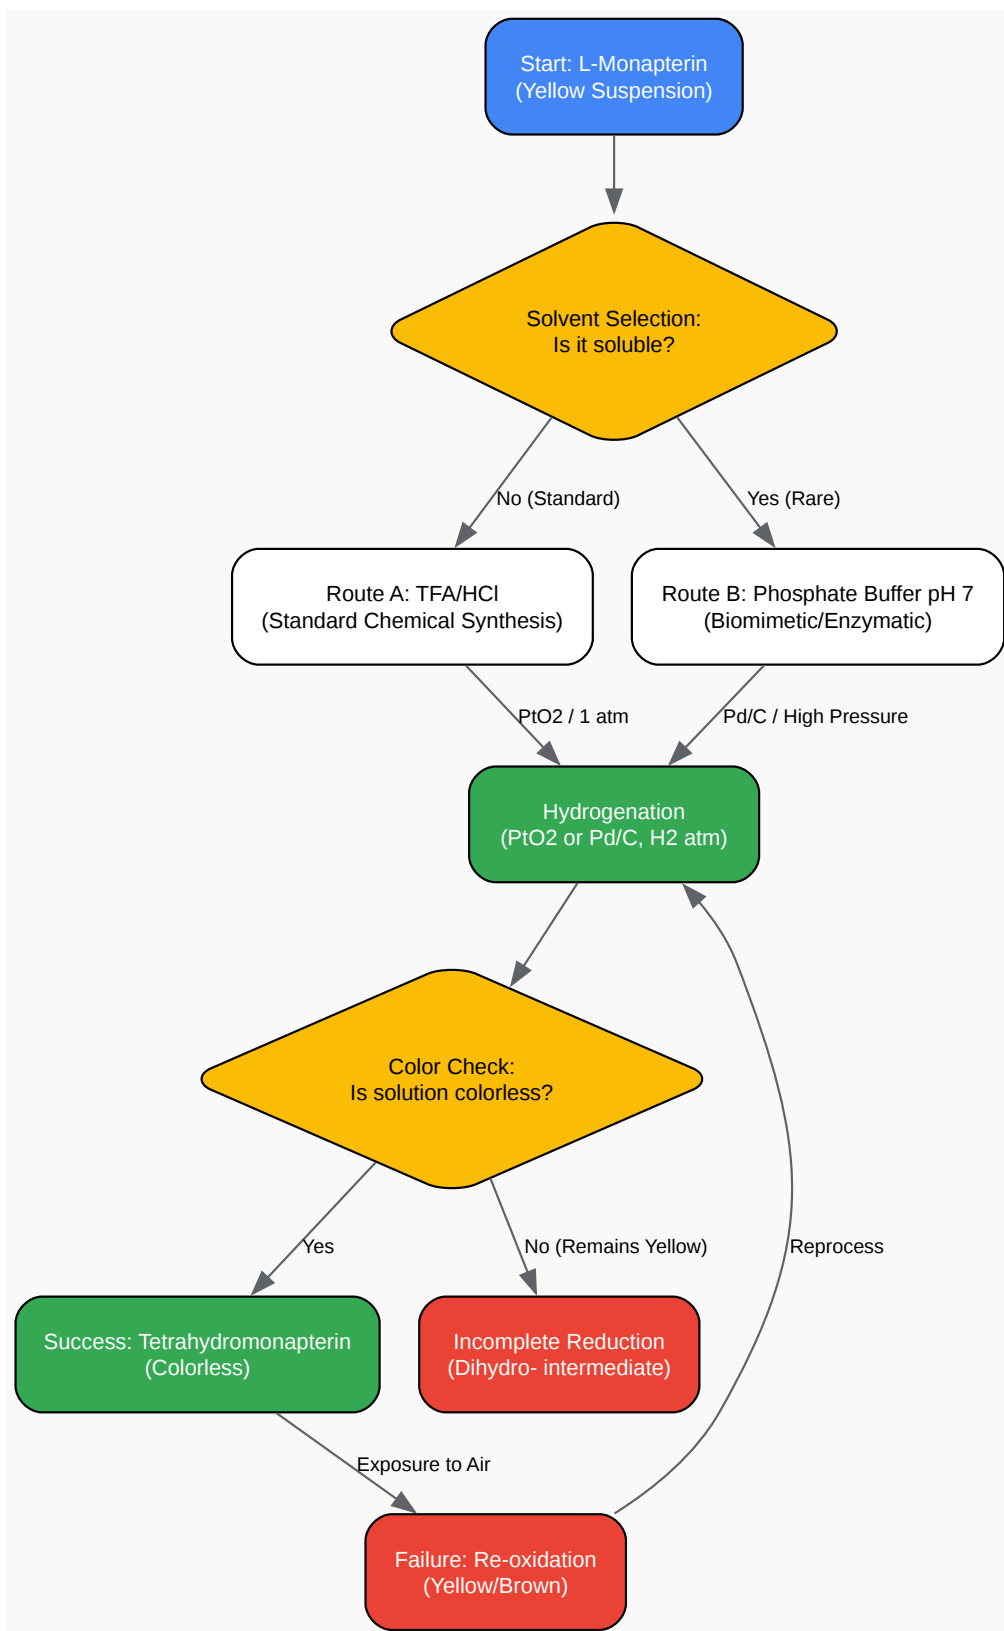 Start: L-Monapterin
(Yellow Suspension)
Solvent Selection:
Is it soluble?
No (Standard)
Yes (Rare)
Route A: TFA/HCl
(Standard Chemical Synthesis)
Route B: Phosphate Buffer pH 7
(Biomimetic/Enzymatic)
PtO2 / 1 atm
Pd/C / High Pressure
Hydrogenation
(PtO2 or Pd/C, H2 atm)
Color Check:
Is solution colorless?
Yes
No (Remains Yellow)
Reprocess
Success: Tetrahydromonapterin
(Colorless)
Incomplete Reduction
(Dihydro- intermediate)
Exposure to Air
Failure: Re-oxidation
(Yellow/Brown)